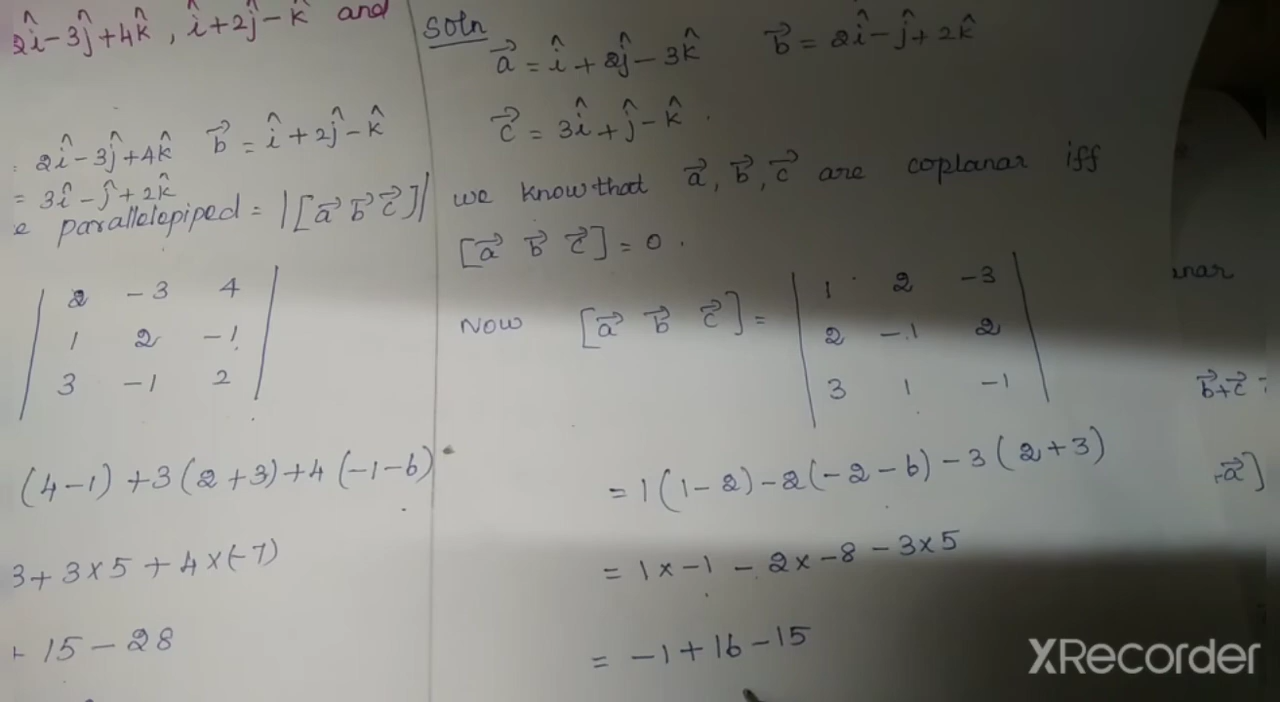 2î-3ĵ+4k̂, î+2ĵ-k̂ and
= 2î-3ĵ+4k̂ b⃗ = î+2ĵ-k̂
= 3î-ĵ+2k̂
e parallelepiped = |[a⃗ b⃗ c⃗]|
| 2 -3 4 |
| 1 2 -1 |
| 3 -1 2 |
(4-1)+3(2+3)+4(-1-6)
3+3×5+4×(-7)
+15-28
Soln
a⃗ = î+2ĵ-3k̂ b⃗ = 2î-ĵ+2k̂
c⃗ = 3î+ĵ-k̂.
we know that a⃗, b⃗, c⃗ are coplanar iff
[a⃗ b⃗ c⃗] = 0.
Now [a⃗ b⃗ c⃗] = | 1 2 -3 |
| 2 -1 2 |
| 3 1 -1 |
= 1(1-2)-2(-2-6)-3(2+3)
= 1×-1 - 2×-8 - 3×5
= -1+16-15
nar
b⃗+c⃗
-a⃗]
XRecorder